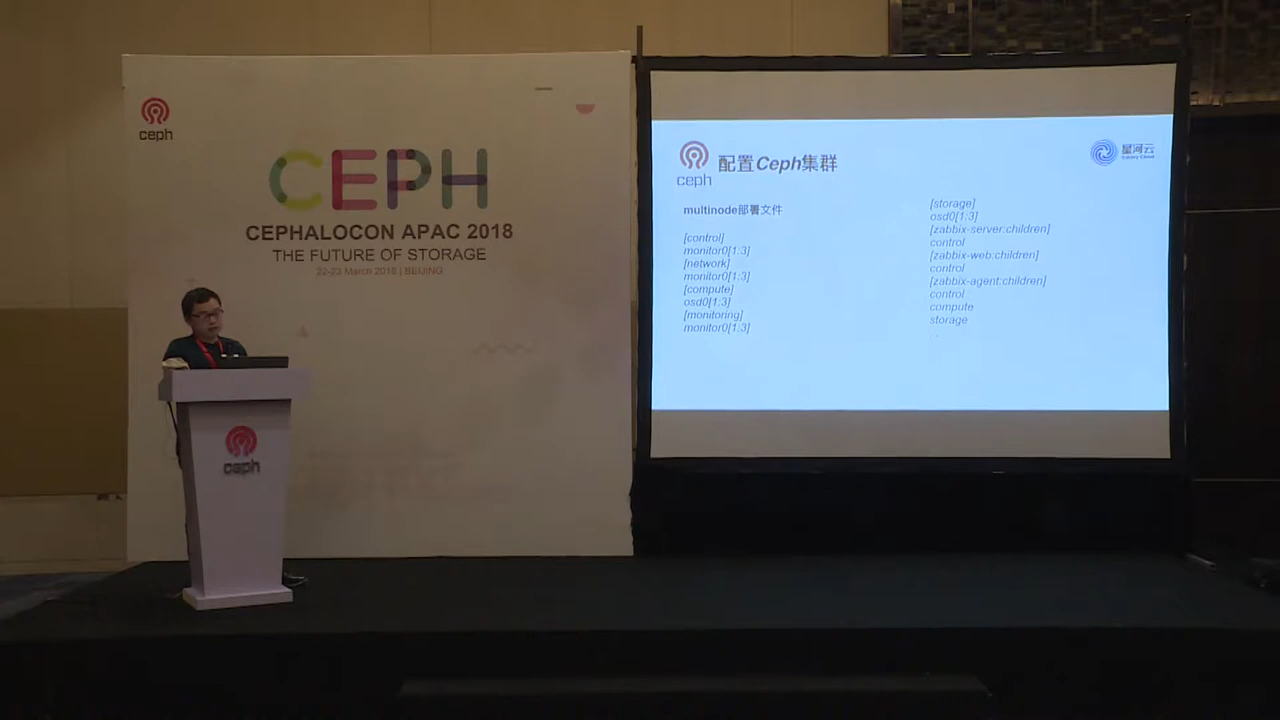 ceph
CEPH
CEPHALOCON APAC 2018
THE FUTURE OF STORAGE
22-23 March 2018 | BEIJING
ceph
ceph
配置Ceph集群
星河云
Galaxy Cloud
multinode部署文件
[control]
monitor0[1:3]
[network]
monitor0[1:3]
[compute]
osd0[1:3]
[monitoring]
monitor0[1:3]
[storage]
osd0[1:3]
[zabbix-server:children]
control
[zabbix-web:children]
control
[zabbix-agent:children]
control
compute
storage